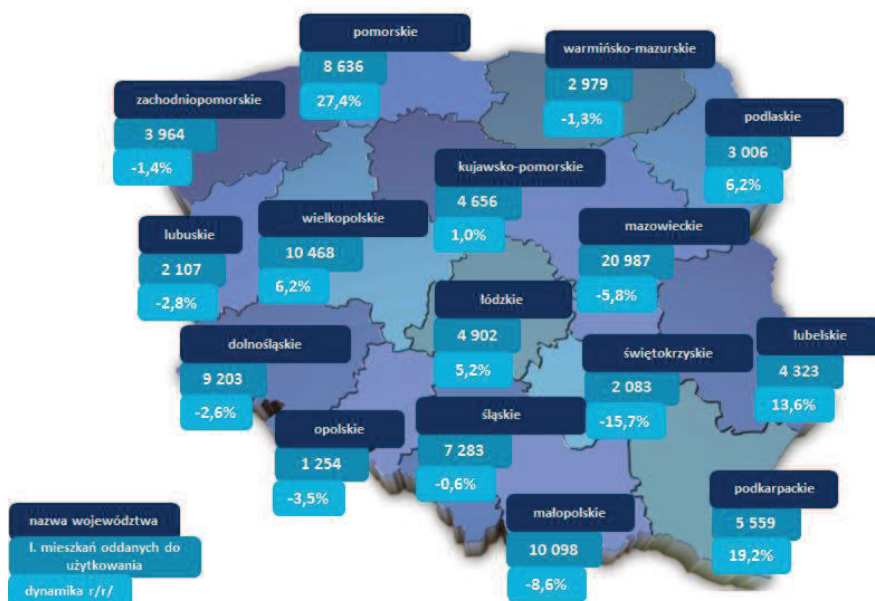 pomorskie
8 636
27,4%
warmińsko-mazurskie
2 979
-1,3%
zachodniopomorskie
3 964
-1,4%
podlaskie
3 006
6,2%
kujawsko-pomorskie
4 656
1,0%
wielkopolskie
10 468
6,2%
mazowieckie
20 987
-5,8%
lubuskie
2 107
-2,8%
łódzkie
4 902
5,2%
lubelskie
4 323
13,6%
dolnośląskie
9 203
-2,6%
świętokrzyskie
2 083
-15,7%
śląskie
7 283
-0,6%
opolskie
1 254
-3,5%
podkarpackie
5 559
19,2%
małopolskie
10 098
-8,6%
nazwa województwa
l. mieszkań oddanych do
użytkowania
dynamika r/r/